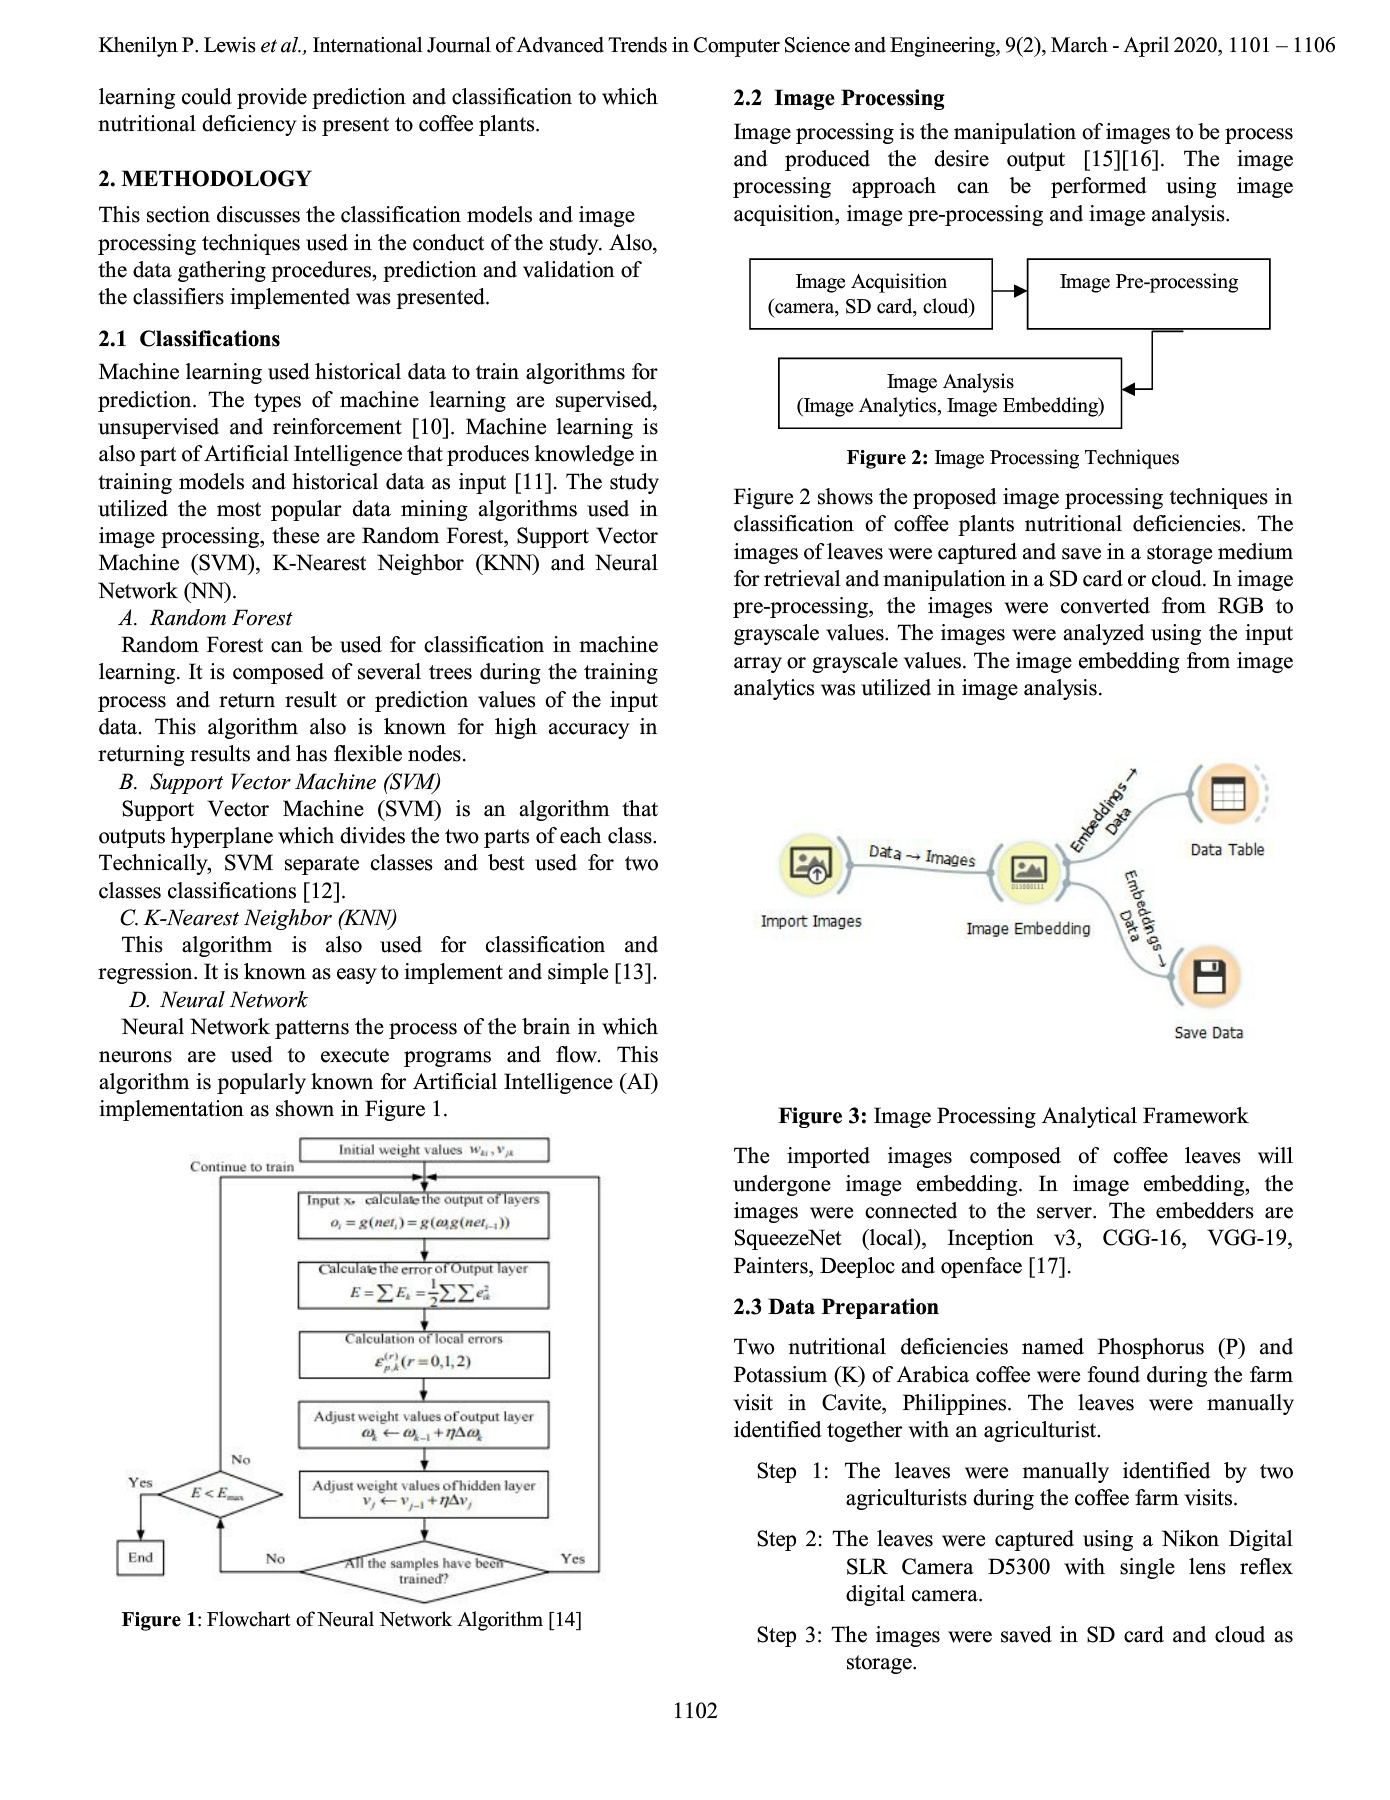 Khenilyn P. Lewis et al., International Journal of Advanced Trends in Computer Science and Engineering, 9(2), March - April 2020, 1101 – 1106
learning could provide prediction and classification to which
nutritional deficiency is present to coffee plants.
2. METHODOLOGY
This section discusses the classification models and image
processing techniques used in the conduct of the study. Also,
the data gathering procedures, prediction and validation of
the classifiers implemented was presented.
2.1 Classifications
Machine learning used historical data to train algorithms for
prediction. The types of machine learning are supervised,
unsupervised and reinforcement [10]. Machine learning is
also part of Artificial Intelligence that produces knowledge in
training models and historical data as input [11]. The study
utilized the most popular data mining algorithms used in
image processing, these are Random Forest, Support Vector
Machine (SVM), K-Nearest Neighbor (KNN) and Neural
Network (NN).
A. Random Forest
Random Forest can be used for classification in machine
learning. It is composed of several trees during the training
process and return result or prediction values of the input
data. This algorithm also is known for high accuracy in
returning results and has flexible nodes.
B. Support Vector Machine (SVM)
Support Vector Machine (SVM) is an algorithm that
outputs hyperplane which divides the two parts of each class.
Technically, SVM separate classes and best used for two
classes classifications [12].
C. K-Nearest Neighbor (KNN)
This algorithm is also used for classification and
regression. It is known as easy to implement and simple [13].
D. Neural Network
Neural Network patterns the process of the brain in which
neurons are used to execute programs and flow. This
algorithm is popularly known for Artificial Intelligence (AI)
implementation as shown in Figure 1.
Initial weight values w_ki, v_jk
Continue to train
Input x, calculate the output of layers
o_i = g(net_i) = g(ω_i g(net_{i-1}))
Calculate the error of Output layer
E = ∑ E_k = 1/2 ∑∑ e²_ik
Calculation of local errors
ε_{p,k}^{(r)} (r = 0,1,2)
Adjust weight values of output layer
ω_k ← ω_{k-1} + ηΔω_k
Adjust weight values of hidden layer
v_j ← v_{j-1} + ηΔv_j
All the samples have been
trained?
Yes
No
No
E < E_max
Yes
End
Figure 1: Flowchart of Neural Network Algorithm [14]
2.2 Image Processing
Image processing is the manipulation of images to be process
and produced the desire output [15][16]. The image
processing approach can be performed using image
acquisition, image pre-processing and image analysis.
Image Acquisition
(camera, SD card, cloud)
Image Pre-processing
Image Analysis
(Image Analytics, Image Embedding)
Figure 2: Image Processing Techniques
Figure 2 shows the proposed image processing techniques in
classification of coffee plants nutritional deficiencies. The
images of leaves were captured and save in a storage medium
for retrieval and manipulation in a SD card or cloud. In image
pre-processing, the images were converted from RGB to
grayscale values. The images were analyzed using the input
array or grayscale values. The image embedding from image
analytics was utilized in image analysis.
Import Images
Data → Images
Image Embedding
Embeddings →
Data
Data Table
Embeddings →
Data
Save Data
Figure 3: Image Processing Analytical Framework
The imported images composed of coffee leaves will
undergone image embedding. In image embedding, the
images were connected to the server. The embedders are
SqueezeNet (local), Inception v3, CGG-16, VGG-19,
Painters, Deeploc and openface [17].
2.3 Data Preparation
Two nutritional deficiencies named Phosphorus (P) and
Potassium (K) of Arabica coffee were found during the farm
visit in Cavite, Philippines. The leaves were manually
identified together with an agriculturist.
Step 1: The leaves were manually identified by two
agriculturists during the coffee farm visits.
Step 2: The leaves were captured using a Nikon Digital
SLR Camera D5300 with single lens reflex
digital camera.
Step 3: The images were saved in SD card and cloud as
storage.
1102